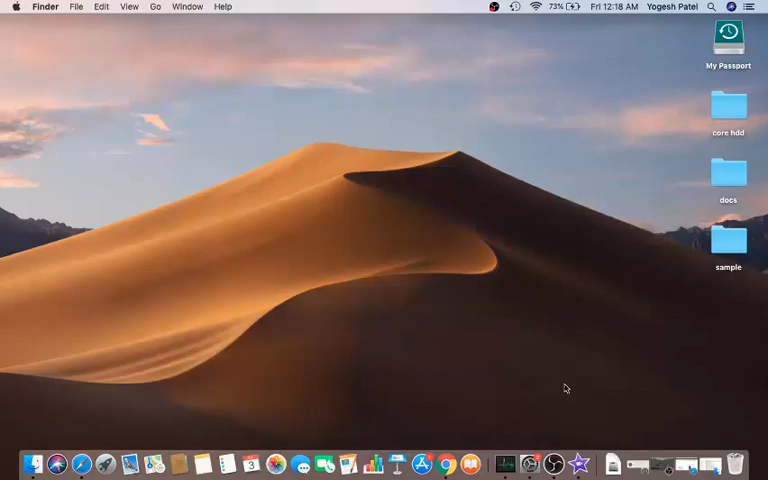 Finder File Edit View Go Window Help 73% Fri 12:18 AM Yogesh Patel
My Passport
core hdd
docs
sample
3